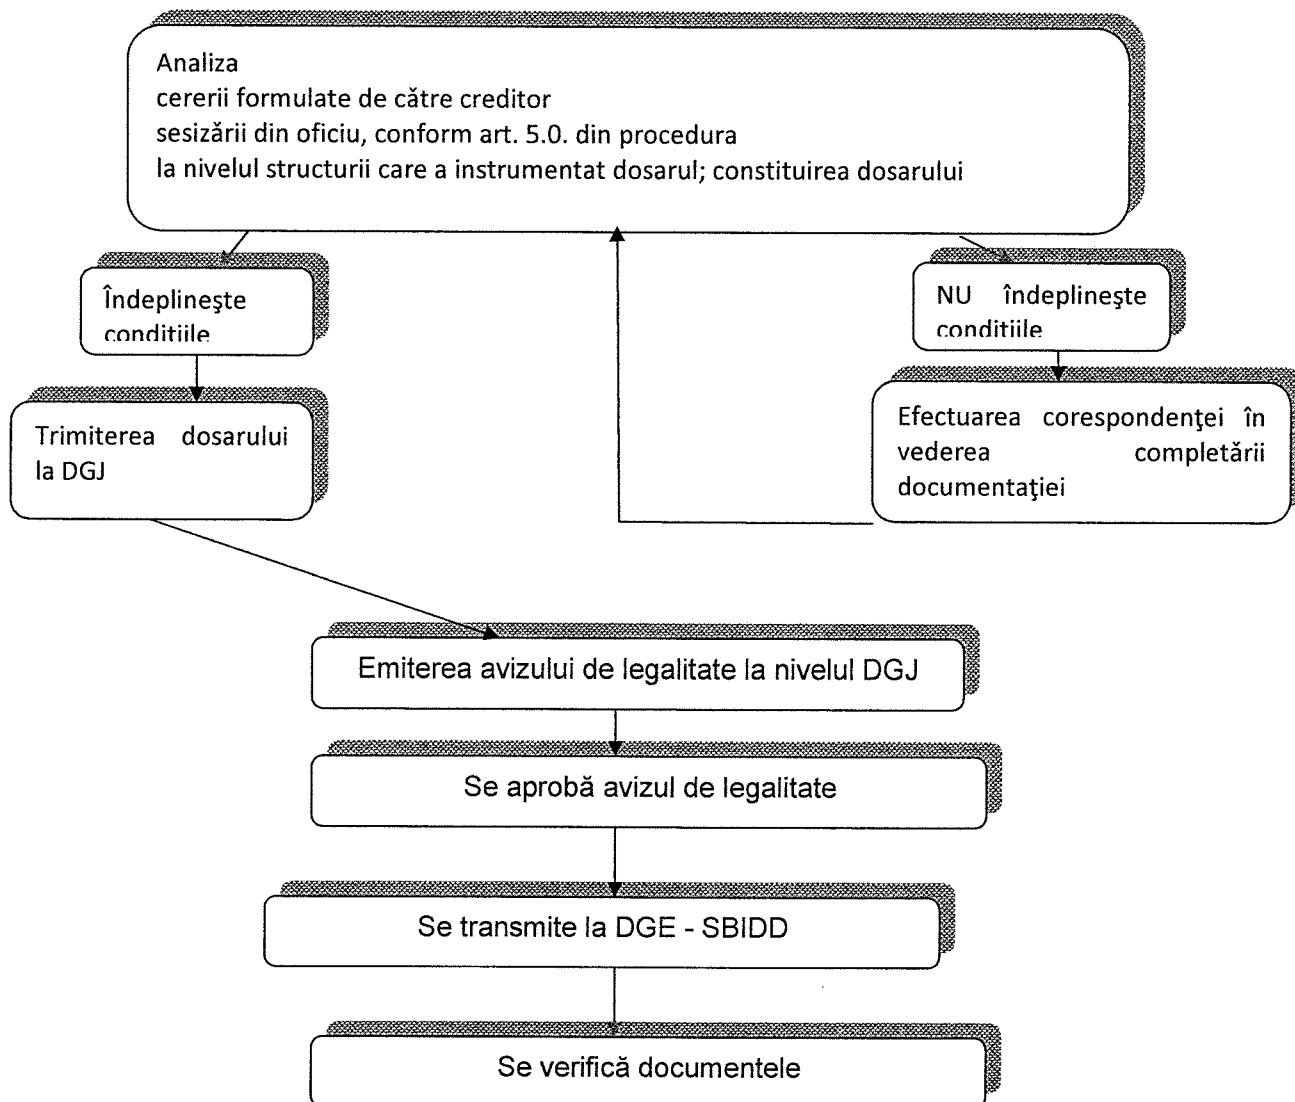 Analiza
cererii formulate de către creditor
sesizării din oficiu, conform art. 5.0. din procedura
la nivelul structurii care a instrumentat dosarul; constituirea dosarului
Îndeplineşte
condiţiile
NU îndeplineşte
condiţiile
Trimiterea dosarului
la DGJ
Efectuarea corespondenţei în
vederea completării
documentaţiei
Emiterea avizului de legalitate la nivelul DGJ
Se aprobă avizul de legalitate
Se transmite la DGE - SBIDD
Se verifică documentele